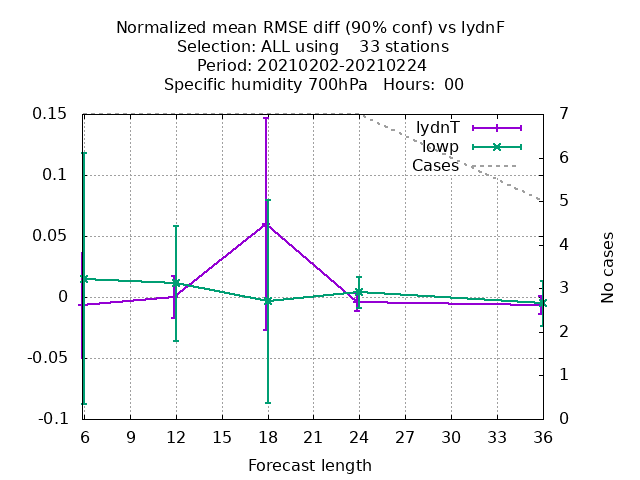 Normalized mean RMSE diff (90% conf) vs lydnF
Selection: ALL using    33 stations
Period: 20210202-20210224
Specific humidity 700hPa   Hours: 00
lydnT
lowp
Cases
0.15
0.1
0.05
0
-0.05
-0.1
7
6
5
4
3
2
1
0
No cases
6 9 12 15 18 21 24 27 30 33 36
Forecast length